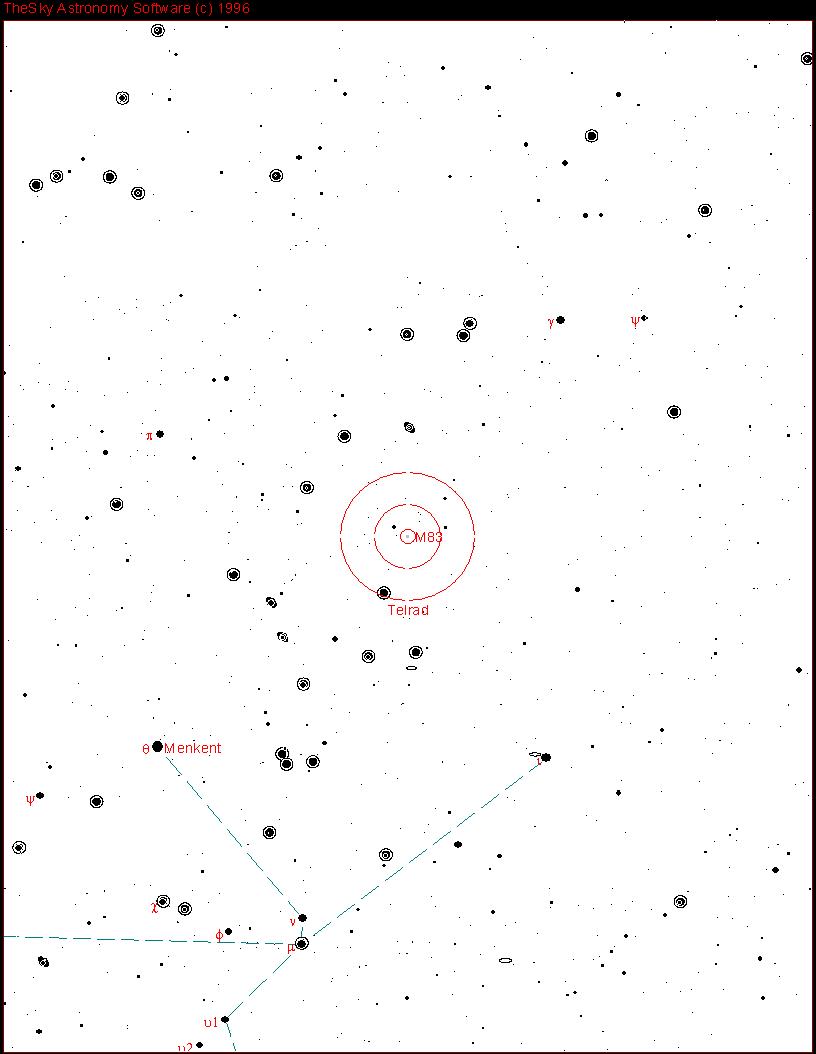 TheSky Astronomy Software (c) 1996
γ
ψ
π
M83
Telrad
θ Menkent
ι
ψ
χ
ν
ϕ
μ
υ1
υ2